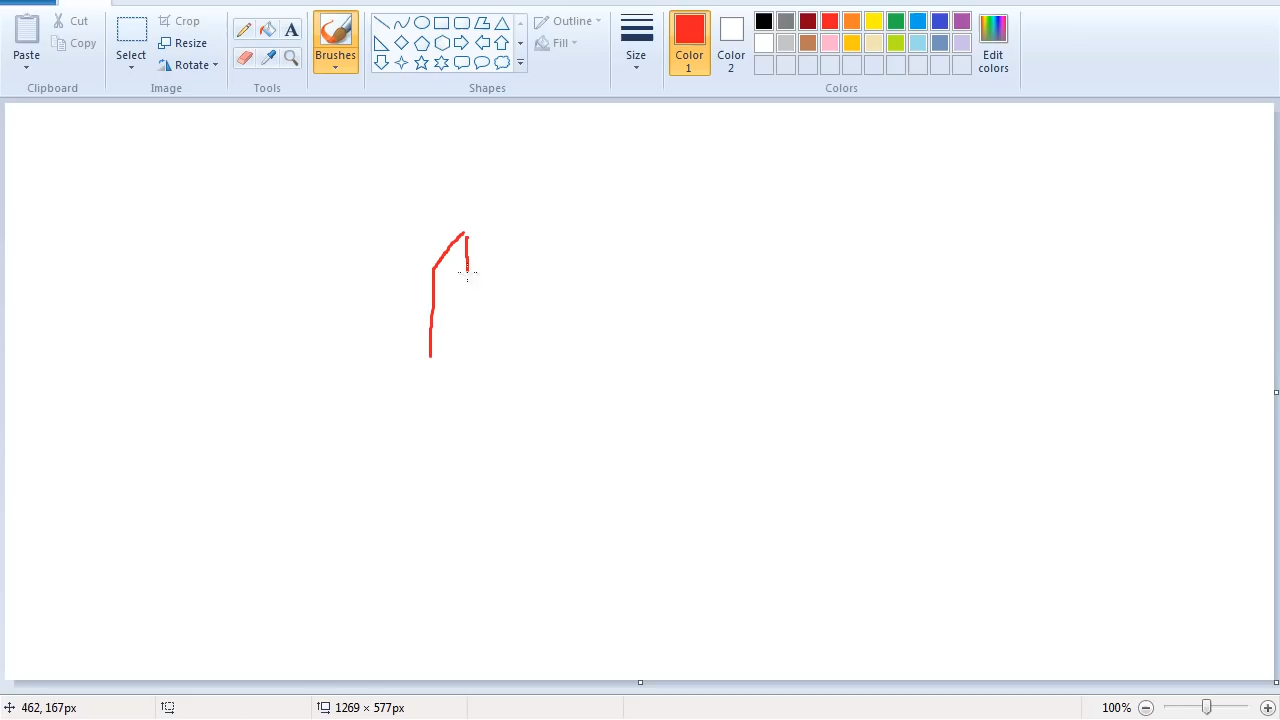 Cut
Copy
Paste
Clipboard
Select
Crop
Resize
Rotate
Image
A
Tools
Brushes
Outline
Fill
Shapes
Size
Color 1
Color 2
Edit colors
Colors
462, 167px
1269 × 577px
100%